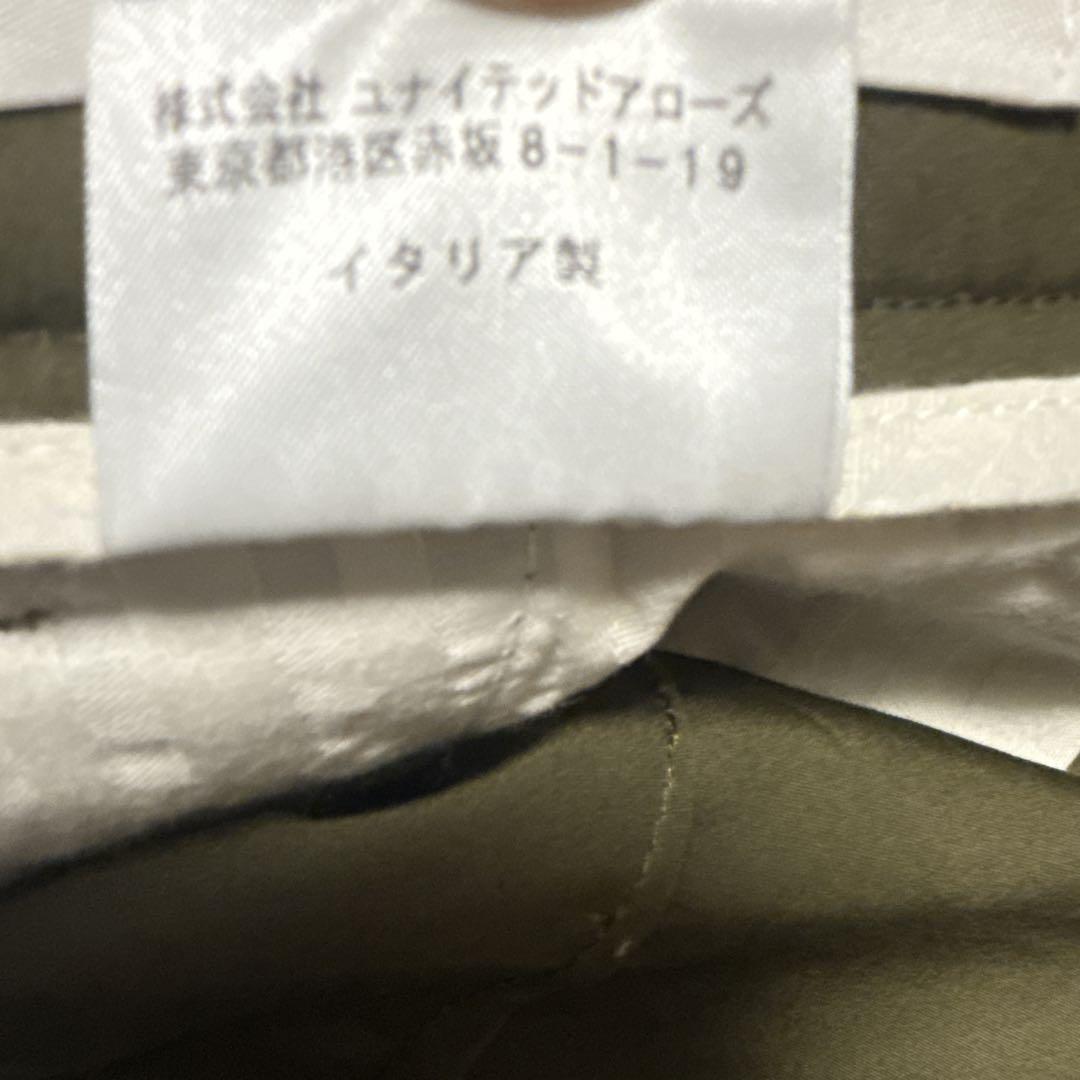 株式会社 ユナイテッドアローズ
東京都港区赤坂8-1-19
イタリア製